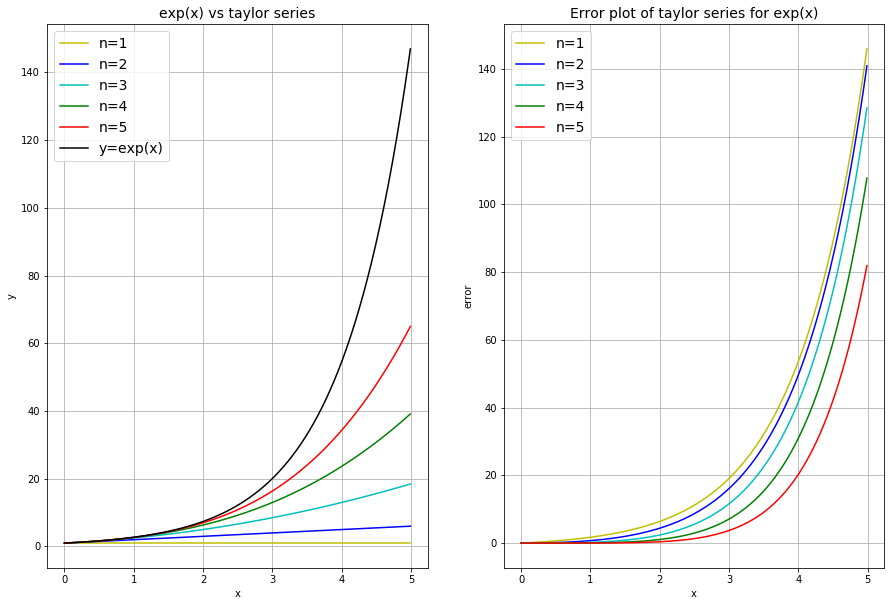 exp(x) vs taylor series
n=1
n=2
n=3
n=4
n=5
y=exp(x)
140
120
100
80
60
40
20
0
y
0 1 2 3 4 5
x
Error plot of taylor series for exp(x)
n=1
n=2
n=3
n=4
n=5
140
120
100
80
60
40
20
0
error
0 1 2 3 4 5
x